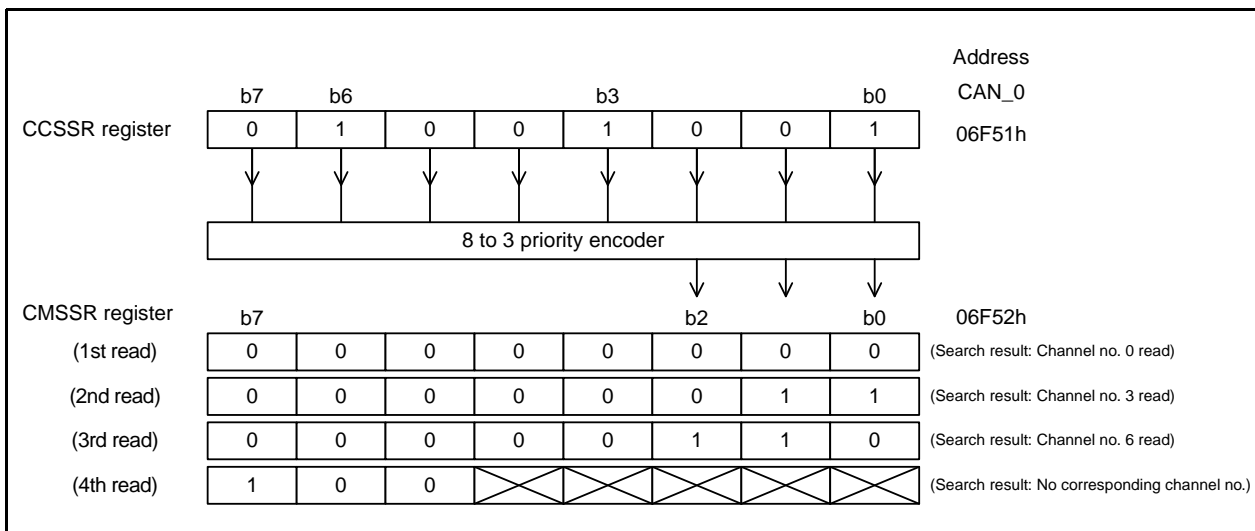 Address
b7 b6 b3 b0 CAN_0
CCSSR register 0 1 0 0 1 0 0 1 06F51h
8 to 3 priority encoder
CMSSR register b7 b2 b0 06F52h
(1st read) 0 0 0 0 0 0 0 0 (Search result: Channel no. 0 read)
(2nd read) 0 0 0 0 0 0 1 1 (Search result: Channel no. 3 read)
(3rd read) 0 0 0 0 0 1 1 0 (Search result: Channel no. 6 read)
(4th read) 1 0 0 (Search result: No corresponding channel no.)